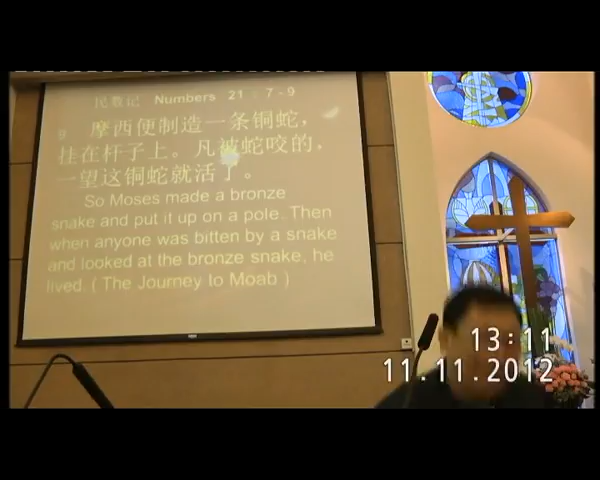 民数记 Numbers 21：7-9
9 摩西便制造一条铜蛇，
挂在杆子上。凡被蛇咬的，
一望这铜蛇就活了。
So Moses made a bronze
snake and put it up on a pole. Then
when anyone was bitten by a snake
and looked at the bronze snake, he
lived. ( The Journey to Moab )
13:11
11.11.2012